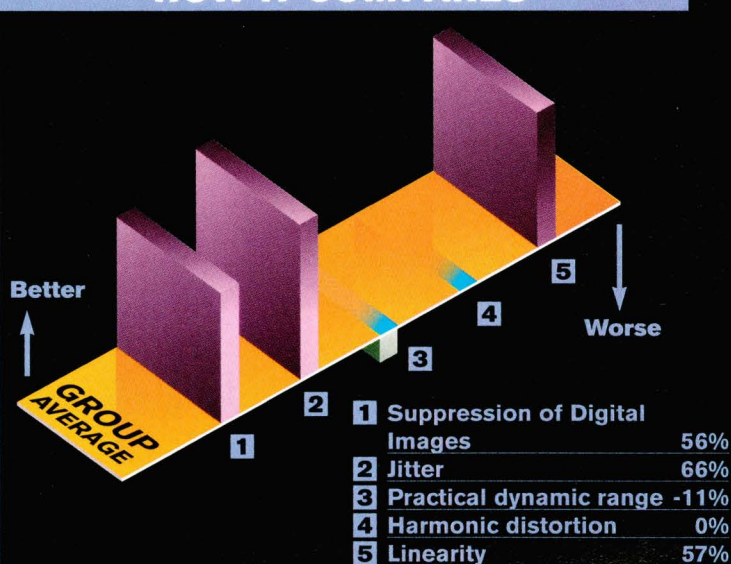 Better
Worse
GROUP
AVERAGE
1
2
3
4
5
1 Suppression of Digital
Images 56%
2 Jitter 66%
3 Practical dynamic range -11%
4 Harmonic distortion 0%
5 Linearity 57%